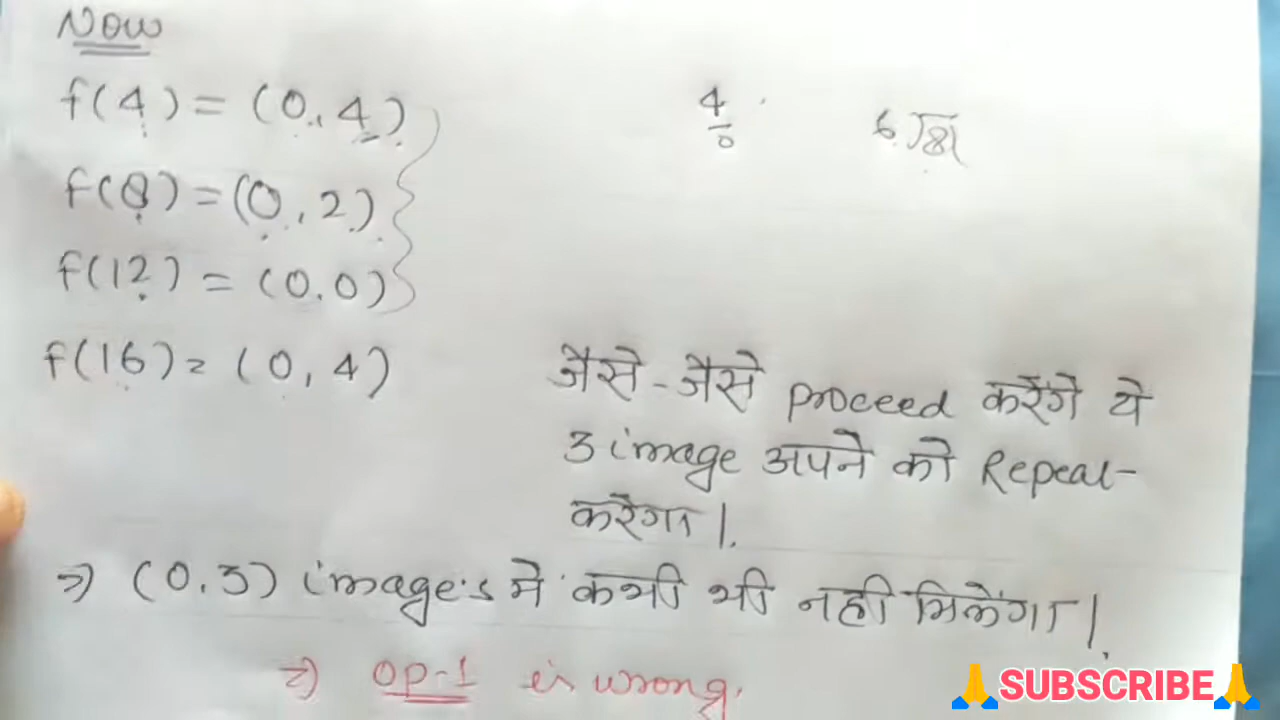 Now
f(4) = (0, 4)
4/0
6√8
f(8) = (0, 2)
f(12) = (0, 0)
f(16) = (0, 4)
जैसे-जैसे proceed करेंगे ये
3 image अपने को Repeat
करेगा।
⇒ (0, 3) image's में कभी भी नही मिलेंगा।
⇒ OP-1 is wrong.
🙏SUBSCRIBE🙏